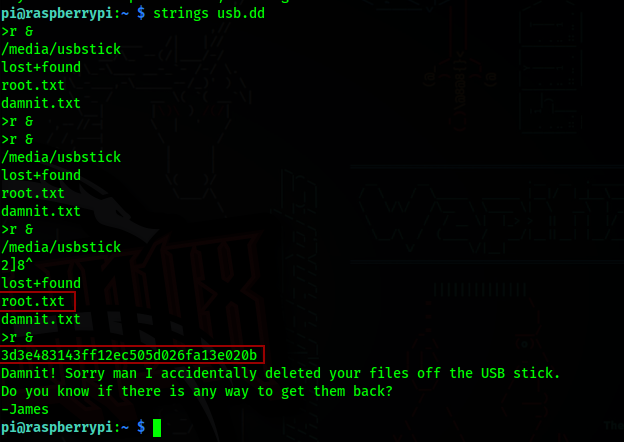 pi@raspberrypi:~ $ strings usb.dd
>r &
/media/usbstick
lost+found
root.txt
damnit.txt
>r &
>r &
/media/usbstick
lost+found
root.txt
damnit.txt
>r &
/media/usbstick
2]8^
lost+found
root.txt
damnit.txt
>r &
3d3e483143ff12ec505d026fa13e020b
Damnit! Sorry man I accidentally deleted your files off the USB stick.
Do you know if there is any way to get them back?
-James
pi@raspberrypi:~ $